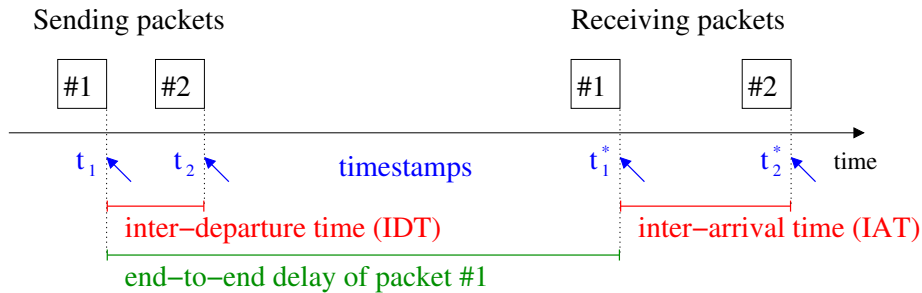 Sending packets Receiving packets
#1 #2 #1 #2
t₁ t₂ timestamps t₁* t₂* time
inter−departure time (IDT) inter−arrival time (IAT)
end−to−end delay of packet #1